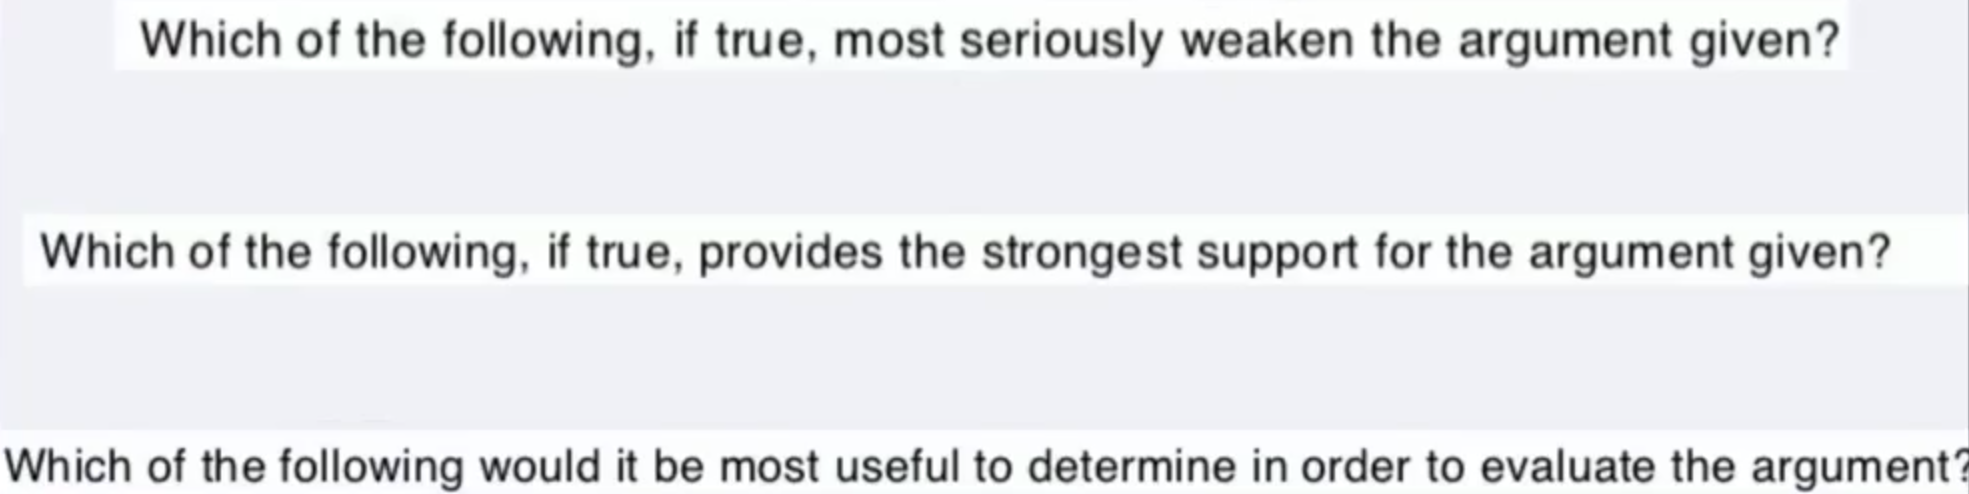 Which of the following, if true, most seriously weaken the argument given?
Which of the following, if true, provides the strongest support for the argument given?
Which of the following would it be most useful to determine in order to evaluate the argument?